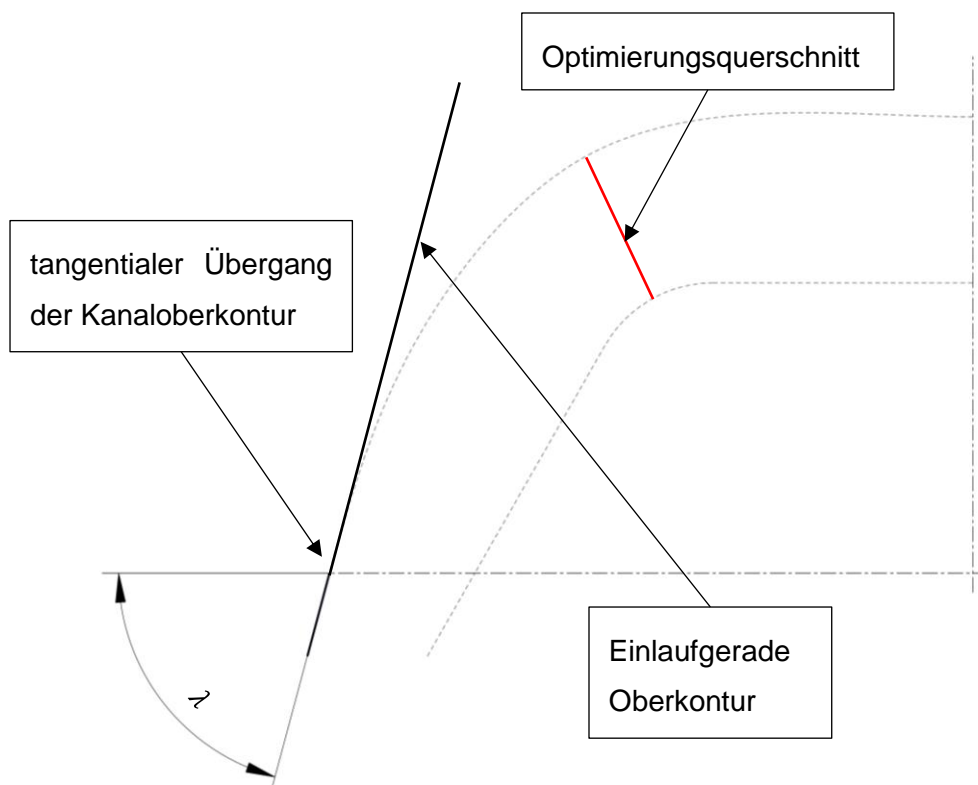 Optimierungsquerschnitt
tangentialer Übergang
der Kanaloberkontur
Einlaufgerade
Oberkontur
λ